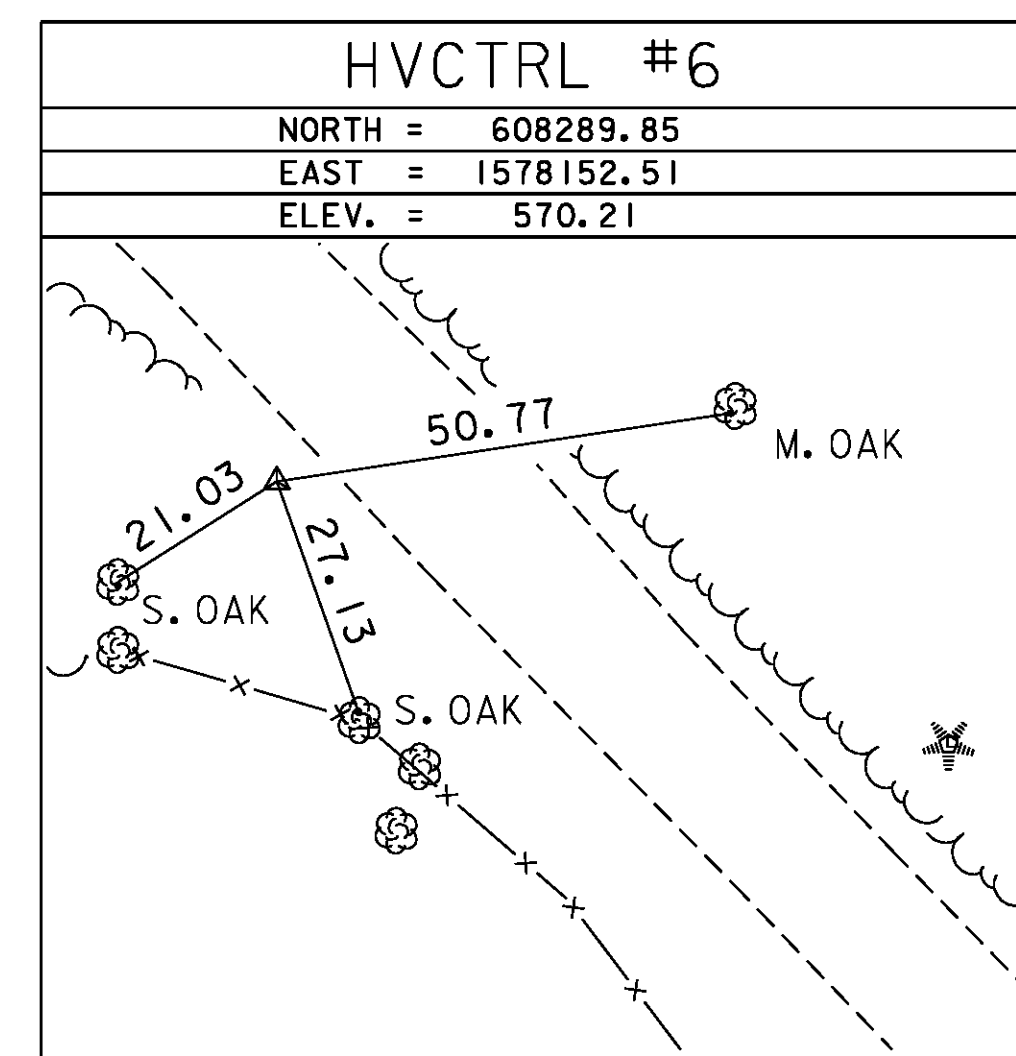 HVCTRL #6
NORTH = 608289.85
EAST = 1578152.51
ELEV. = 570.21
50.77
M. OAK
21.03
27.13
S. OAK
S. OAK